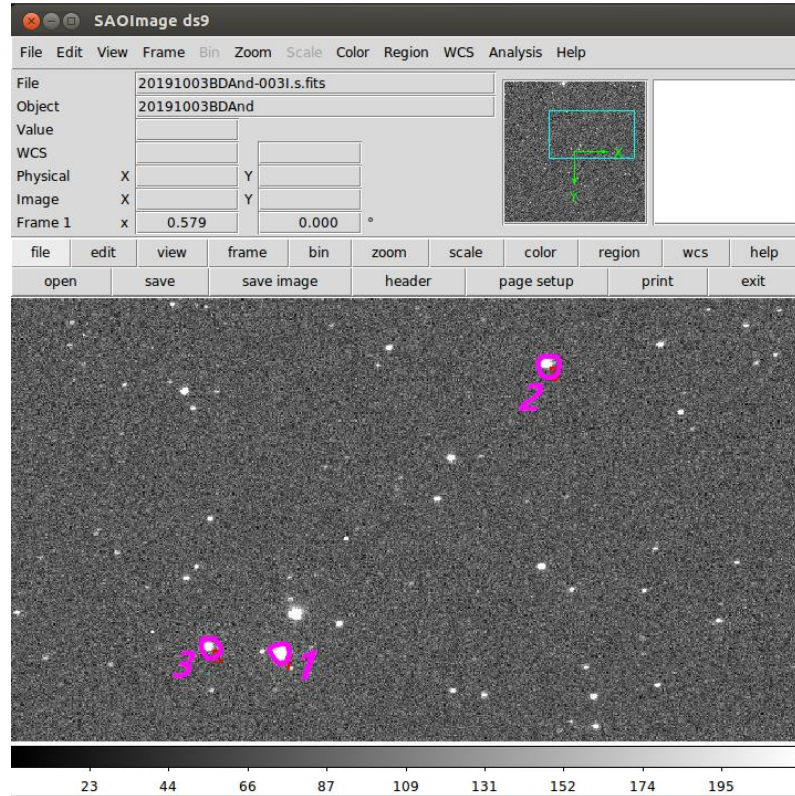 SAOImage ds9
File Edit View Frame Bin Zoom Scale Color Region WCS Analysis Help
File 20191003BDAnd-003I.s.fits
Object 20191003BDAnd
Value
WCS
Physical X Y
Image X Y
Frame 1 x 0.579 0.000 °
X
Y
file edit view frame bin zoom scale color region wcs help
open save save image header page setup print exit
2
3 1
23 44 66 87 109 131 152 174 195